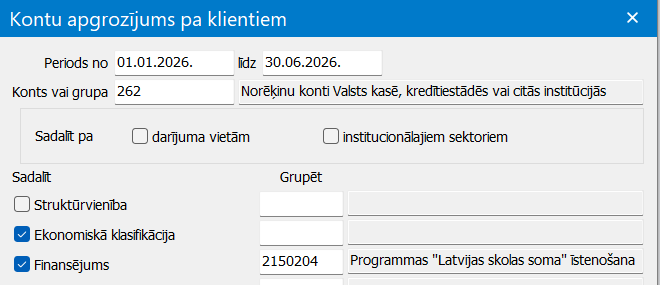 Kontu apgrozījums pa klientiem
Periods no 01.01.2026. līdz 30.06.2026.
Konts vai grupa 262 Norēķinu konti Valsts kasē, kredītiestādēs vai citās institūcijās
Sadalīt pa darījuma vietām institucionālajiem sektoriem
Sadalīt Grupēt
Struktūrvienība
Ekonomiskā klasifikācija
Finansējums 2150204 Programmas "Latvijas skolas soma" īstenošana